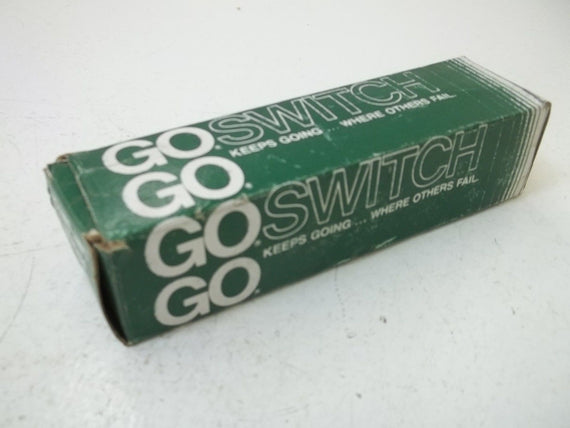 GO SWITCH
KEEPS GOING ... WHERE OTHERS FAIL.
GO
GO SWITCH
KEEPS GOING ... WHERE OTHERS FAIL.
GO